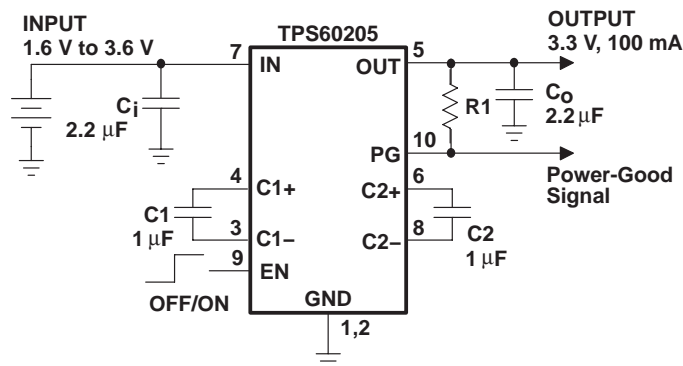 INPUT
1.6 V to 3.6 V
TPS60205
OUTPUT
3.3 V, 100 mA
7
IN
5
OUT
Ci
2.2 µF
R1
Co
2.2 µF
10
PG
Power-Good
Signal
4
C1+
6
C2+
C1
1 µF
3
C1−
8
C2−
C2
1 µF
9
EN
OFF/ON
GND
1,2